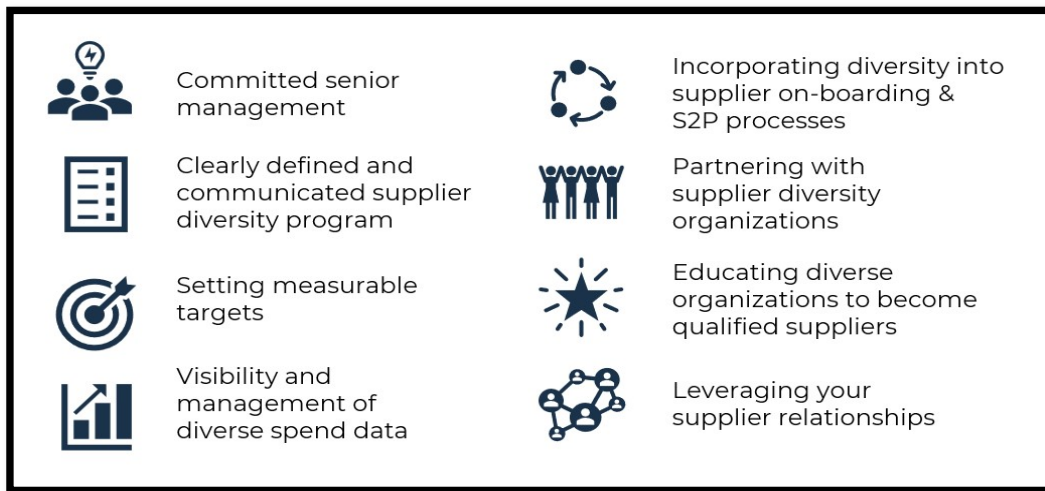 Committed senior
management
Clearly defined and
communicated supplier
diversity program
Setting measurable
targets
Visibility and
management of
diverse spend data
Incorporating diversity into
supplier on-boarding &
S2P processes
Partnering with
supplier diversity
organizations
Educating diverse
organizations to become
qualified suppliers
Leveraging your
supplier relationships